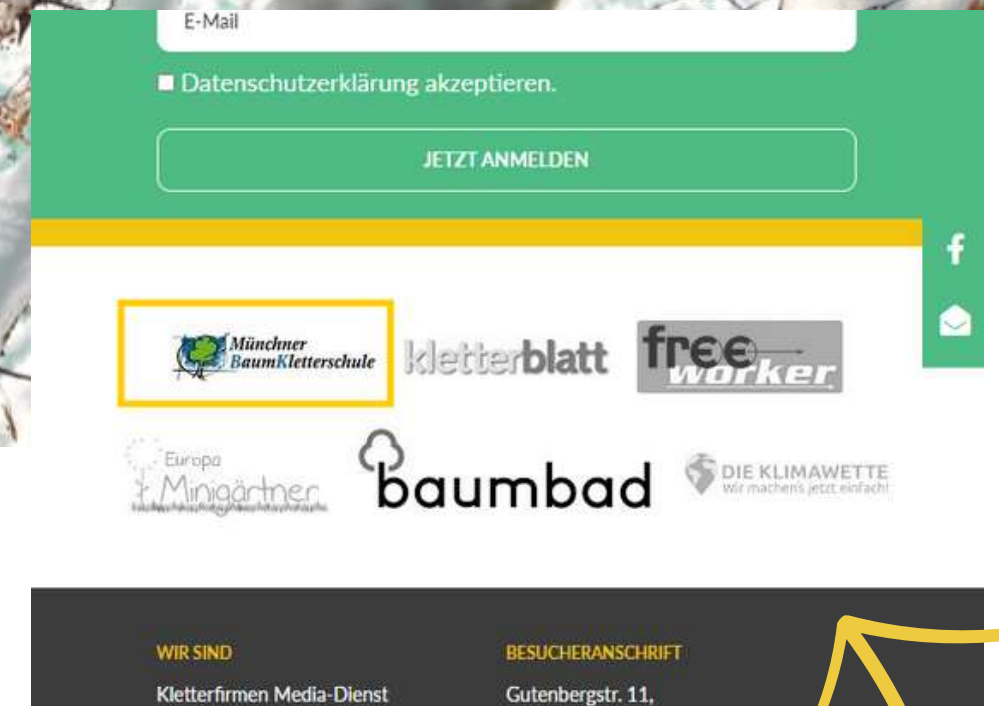 E-Mail
Datenschutzerklärung akzeptieren.
JETZT ANMELDEN
Münchner
BaumKletterschule
kletterblatt
free
worker
Europa
Minigärtner
baumbad
DIE KLIMAWETTE
Wir machen's jetzt einfach!
WIR SIND
BESUCHERANSCHRIFT
Kletterfirmen Media-Dienst
Gutenbergstr. 11,